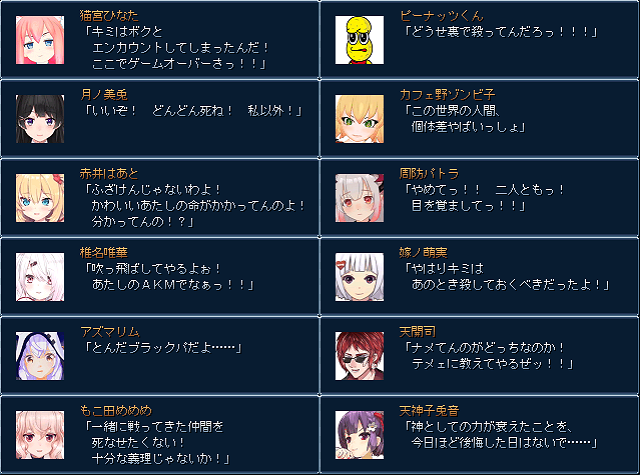 猫宮ひなた
「キミはボクと
エンカウントしてしまったんだ！
ここでゲームオーバーさっ！！」
ピーナッツくん
「どうせ裏で殺ってんだろっ！！！」
月ノ美兎
「いいぞ！　どんどん死ね！　私以外！」
カフェ野ゾンビ子
「この世界の人間、
個体差やばいっしょ」
赤井はあと
「ふざけんじゃないわよ！
かわいいあたしの命がかかってんのよ！
分かってんの！？」
周防パトラ
「やめてっ！！　二人ともっ！
目を覚ましてっ！！」
椎名唯華
「吹っ飛ばしてやるよぉ！
あたしのＡＫＭでなぁっ！！」
嫁ノ萌実
「やはりキミは
あのとき殺しておくべきだったよ！」
アズマリム
「とんだブラックバだよ……」
天開司
「ナメてんのがどっちなのか！
テメェに教えてやるぜッ！！」
もこ田めめめ
「一緒に戦ってきた仲間を
死なせたくない！
十分な義理じゃないか！」
天神子兎音
「神としての力が衰えたことを、
今日ほど後悔した日はないで……」